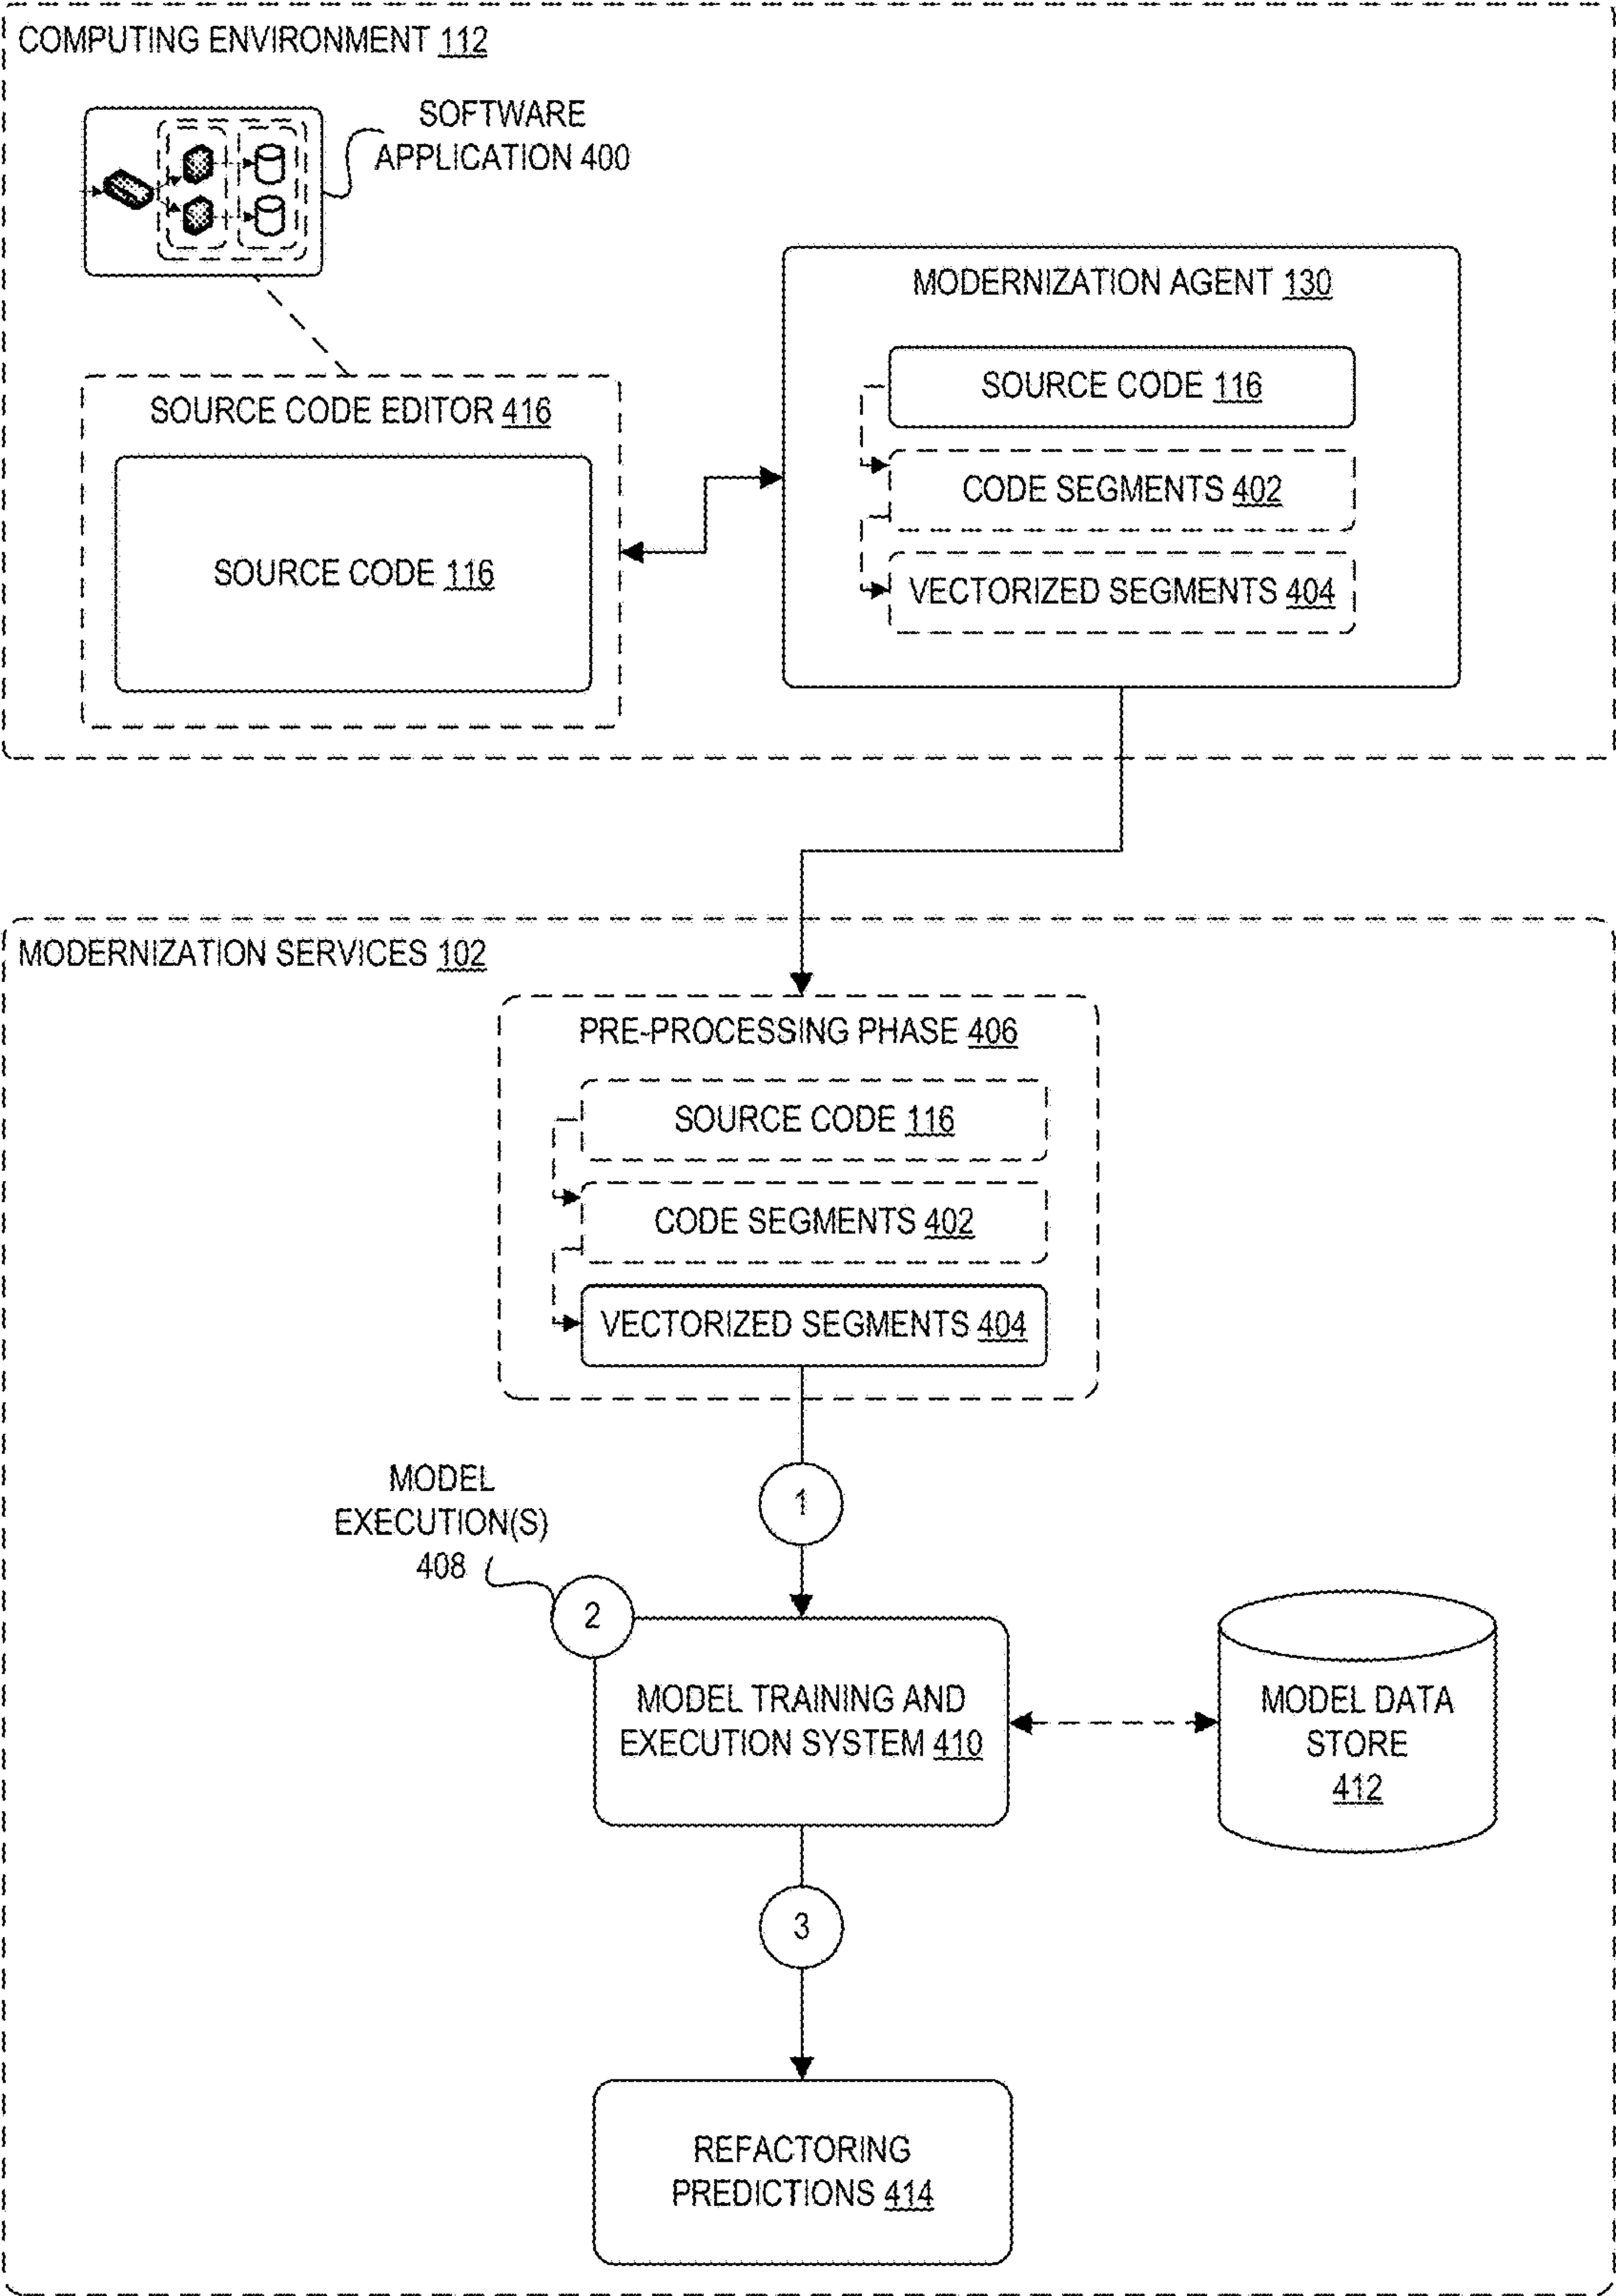 COMPUTING ENVIRONMENT 112
SOFTWARE
APPLICATION 400
MODERNIZATION AGENT 130
SOURCE CODE 116
CODE SEGMENTS 402
VECTORIZED SEGMENTS 404
SOURCE CODE EDITOR 416
SOURCE CODE 116
MODERNIZATION SERVICES 102
PRE-PROCESSING PHASE 406
SOURCE CODE 116
CODE SEGMENTS 402
VECTORIZED SEGMENTS 404
1
MODEL
EXECUTION(S)
408
2
MODEL TRAINING AND
EXECUTION SYSTEM 410
MODEL DATA
STORE
412
3
REFACTORING
PREDICTIONS 414